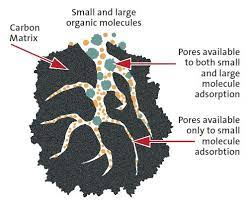 Small and large
organic molecules
Carbon
Matrix
Pores available
to both small
and large
molecule
adsorption
Pores available
only to small
molecule
adsorbtion